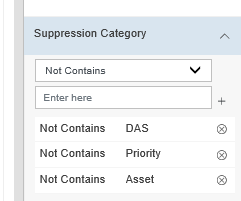 Suppression Category
Not Contains
Enter here
Not Contains DAS
Not Contains Priority
Not Contains Asset